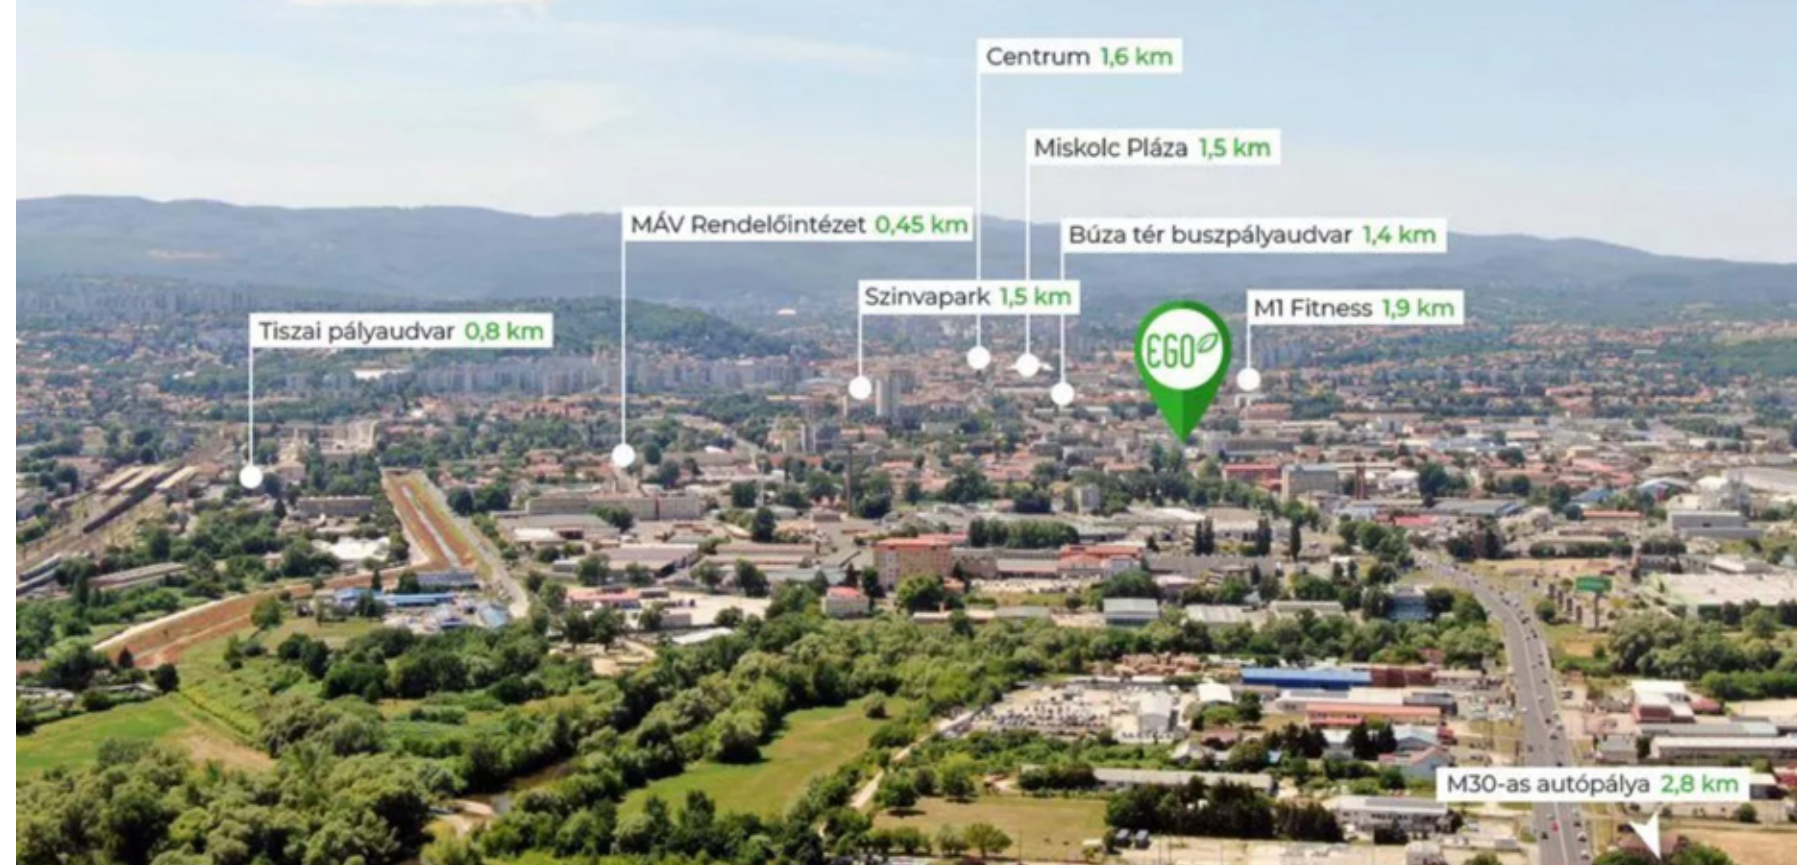 Centrum 1,6 km
Miskolc Pláza 1,5 km
MÁV Rendelőintézet 0,45 km
Búza tér buszpályaudvar 1,4 km
Szinvapark 1,5 km
M1 Fitness 1,9 km
Tiszai pályaudvar 0,8 km
EGO
M30-as autópálya 2,8 km